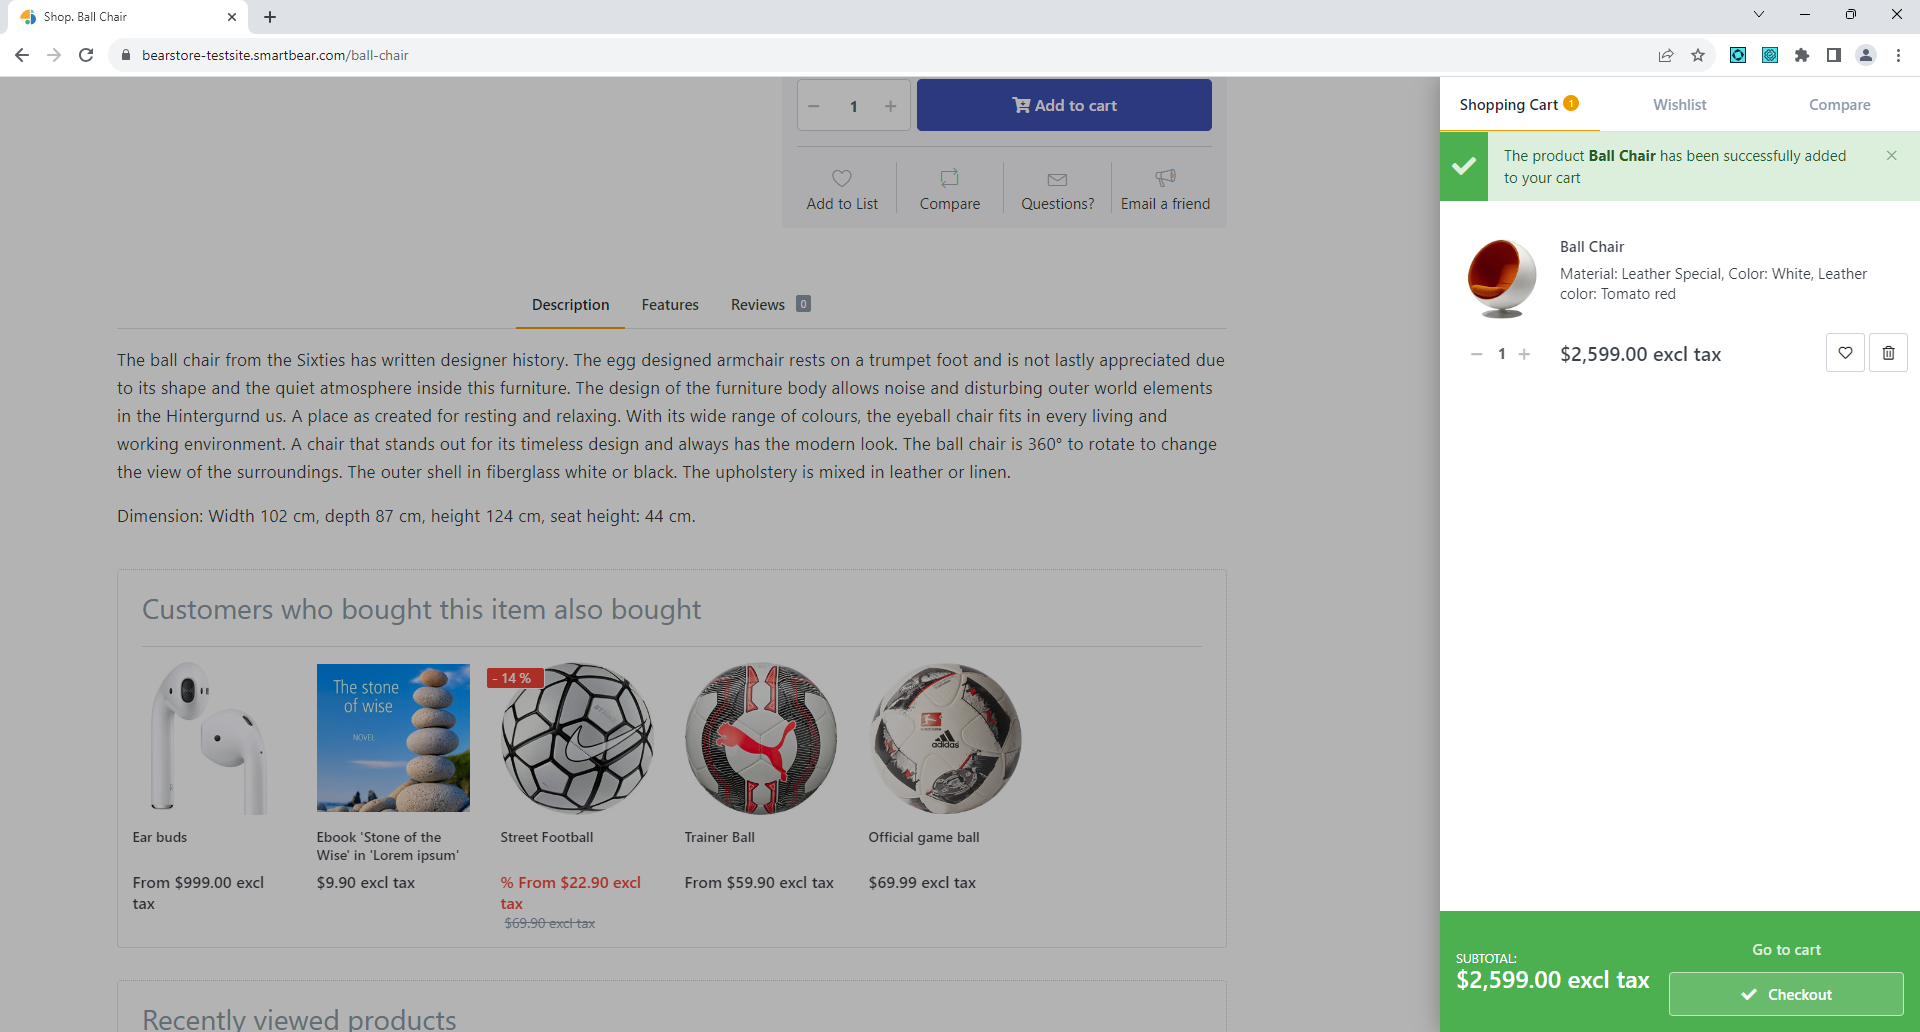 Shop. Ball Chair
bearstore-testsite.smartbear.com/ball-chair
1
Add to cart
Add to List
Compare
Questions?
Email a friend
Description
Features
Reviews 0
The ball chair from the Sixties has written designer history. The egg designed armchair rests on a trumpet foot and is not lastly appreciated due
to its shape and the quiet atmosphere inside this furniture. The design of the furniture body allows noise and disturbing outer world elements
in the Hintergurnd us. A place as created for resting and relaxing. With its wide range of colours, the eyeball chair fits in every living and
working environment. A chair that stands out for its timeless design and always has the modern look. The ball chair is 360° to rotate to change
the view of the surroundings. The outer shell in fiberglass white or black. The upholstery is mixed in leather or linen.
Dimension: Width 102 cm, depth 87 cm, height 124 cm, seat height: 44 cm.
Customers who bought this item also bought
The stone
of wise
NOVEL
- 14 %
adidas
Ear buds
From $999.00 excl
tax
Ebook 'Stone of the
Wise' in 'Lorem ipsum'
$9.90 excl tax
Street Football
% From $22.90 excl
tax
$69.90 excl tax
Trainer Ball
From $59.90 excl tax
Official game ball
$69.99 excl tax
Recently viewed products
Shopping Cart 1
Wishlist
Compare
The product Ball Chair has been successfully added
to your cart
Ball Chair
Material: Leather Special, Color: White, Leather
color: Tomato red
1
$2,599.00 excl tax
SUBTOTAL:
$2,599.00 excl tax
Go to cart
Checkout